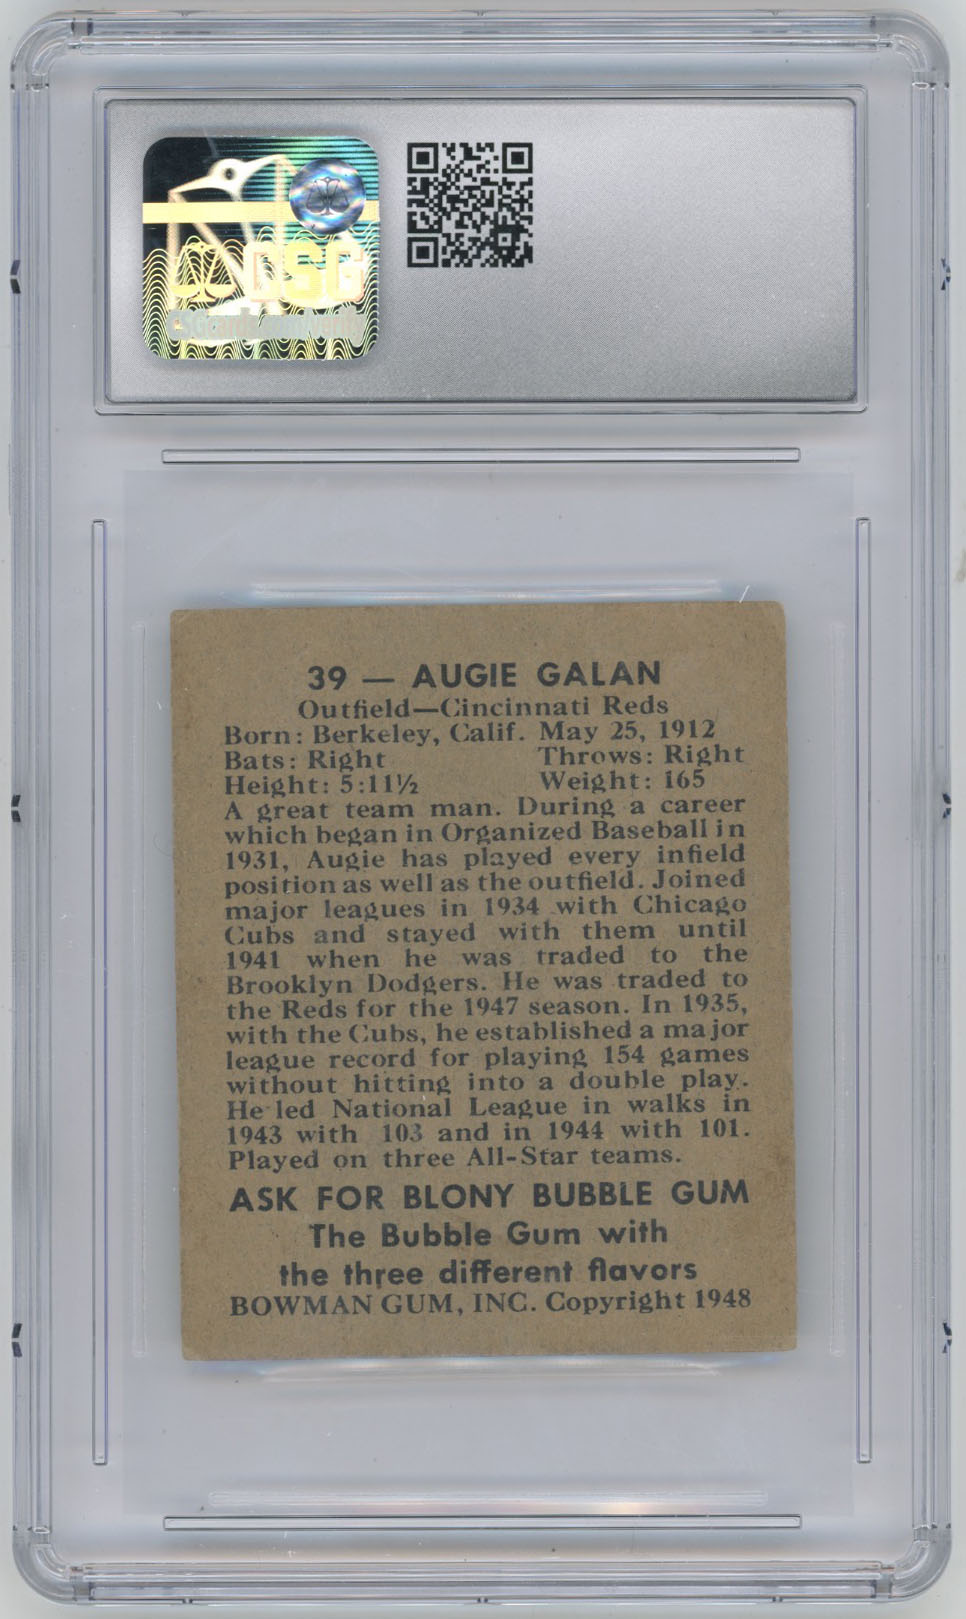 CSG
CSGcards.com/verify
39 — AUGIE GALAN
Outfield—Cincinnati Reds
Born: Berkeley, Calif. May 25, 1912
Bats: Right Throws: Right
Height: 5:11½ Weight: 165
A great team man. During a career
which began in Organized Baseball in
1931, Augie has played every infield
position as well as the outfield. Joined
major leagues in 1934 with Chicago
Cubs and stayed with them until
1941 when he was traded to the
Brooklyn Dodgers. He was traded to
the Reds for the 1947 season. In 1935,
with the Cubs, he established a major
league record for playing 154 games
without hitting into a double play.
He led National League in walks in
1943 with 103 and in 1944 with 101.
Played on three All-Star teams.
ASK FOR BLONY BUBBLE GUM
The Bubble Gum with
the three different flavors
BOWMAN GUM, INC. Copyright 1948